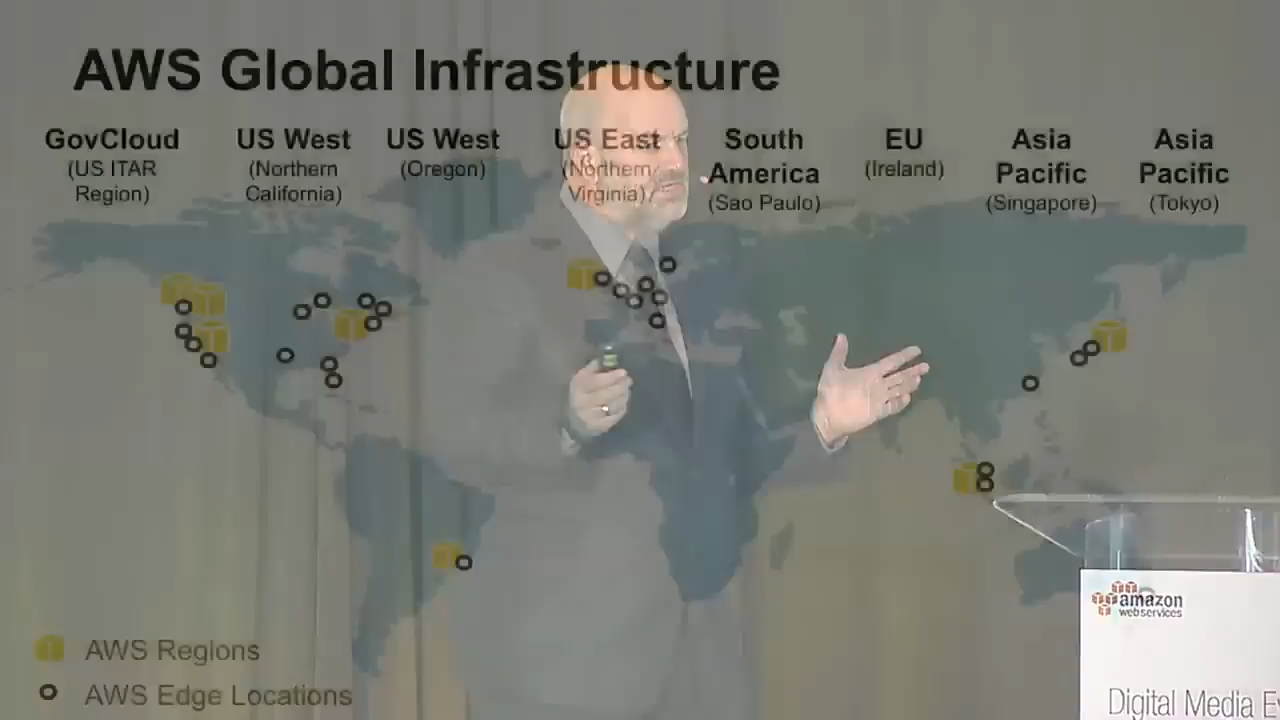 AWS Global Infrastructure
GovCloud
(US ITAR
Region)
US West
(Northern
California)
US West
(Oregon)
US East
(Northern
Virginia)
South
America
(Sao Paulo)
EU
(Ireland)
Asia
Pacific
(Singapore)
Asia
Pacific
(Tokyo)
AWS Regions
AWS Edge Locations
amazon
webservices
Digital Media